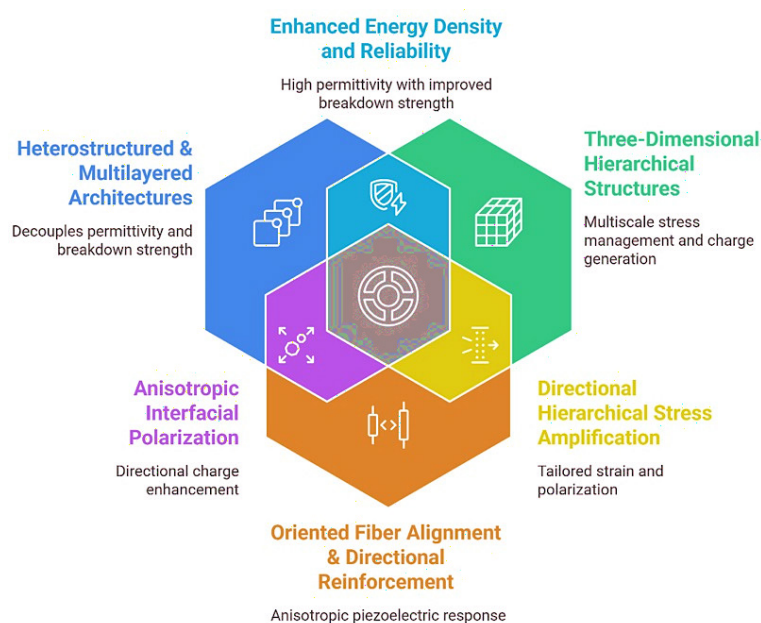 Enhanced Energy Density
and Reliability
High permittivity with improved
breakdown strength
Heterostructured &
Multilayered
Architectures
Decouples permittivity and
breakdown strength
Three-Dimensional
Hierarchical
Structures
Multiscale stress
management and charge
generation
Anisotropic
Interfacial
Polarization
Directional charge
enhancement
Directional
Hierarchical Stress
Amplification
Tailored strain and
polarization
Oriented Fiber Alignment
& Directional
Reinforcement
Anisotropic piezoelectric response